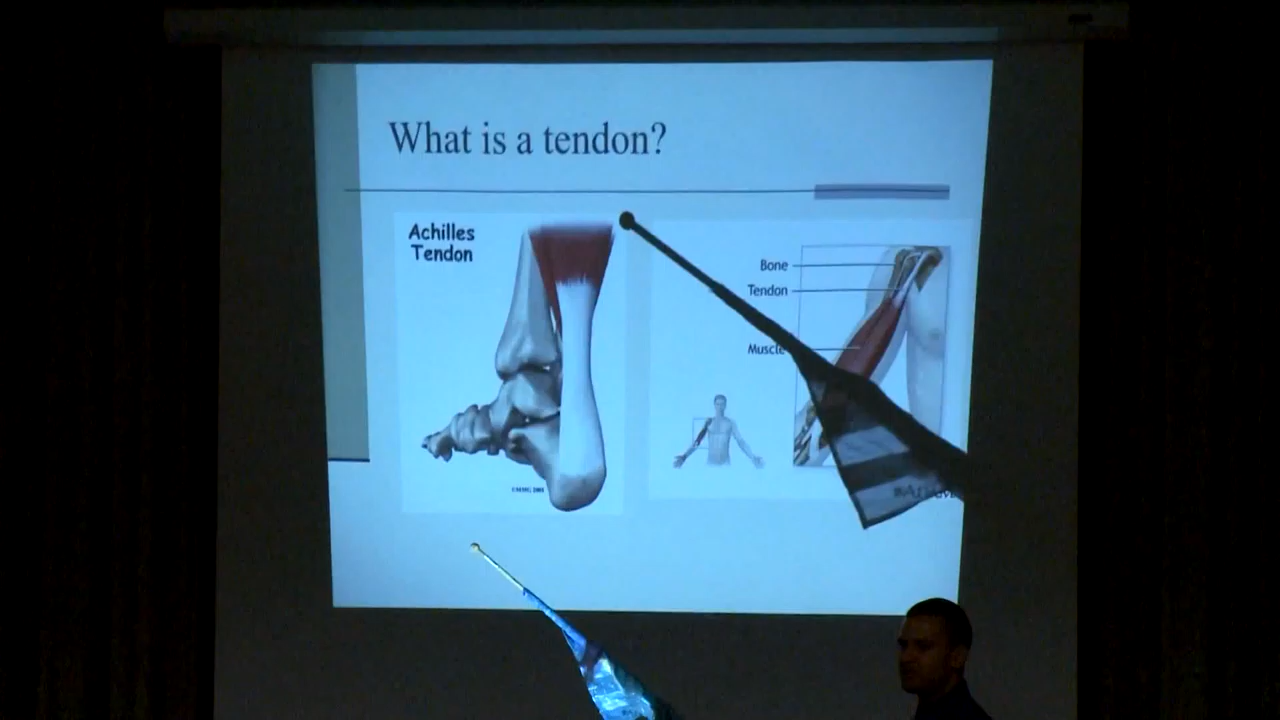 What is a tendon?
Achilles
Tendon
Bone
Tendon
Muscle